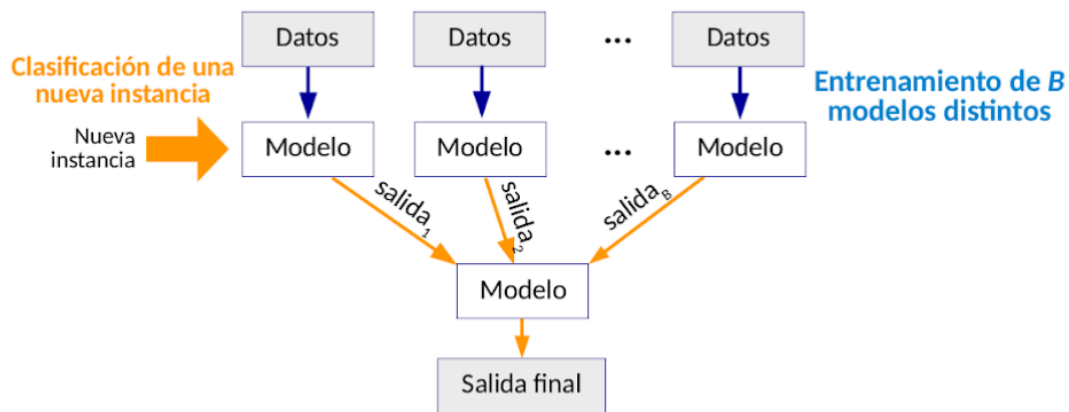 Datos
Datos
...
Datos
Clasificación de una
nueva instancia
Entrenamiento de B
modelos distintos
Nueva
instancia
Modelo
Modelo
...
Modelo
salida1
salida2
salidaB
Modelo
Salida final